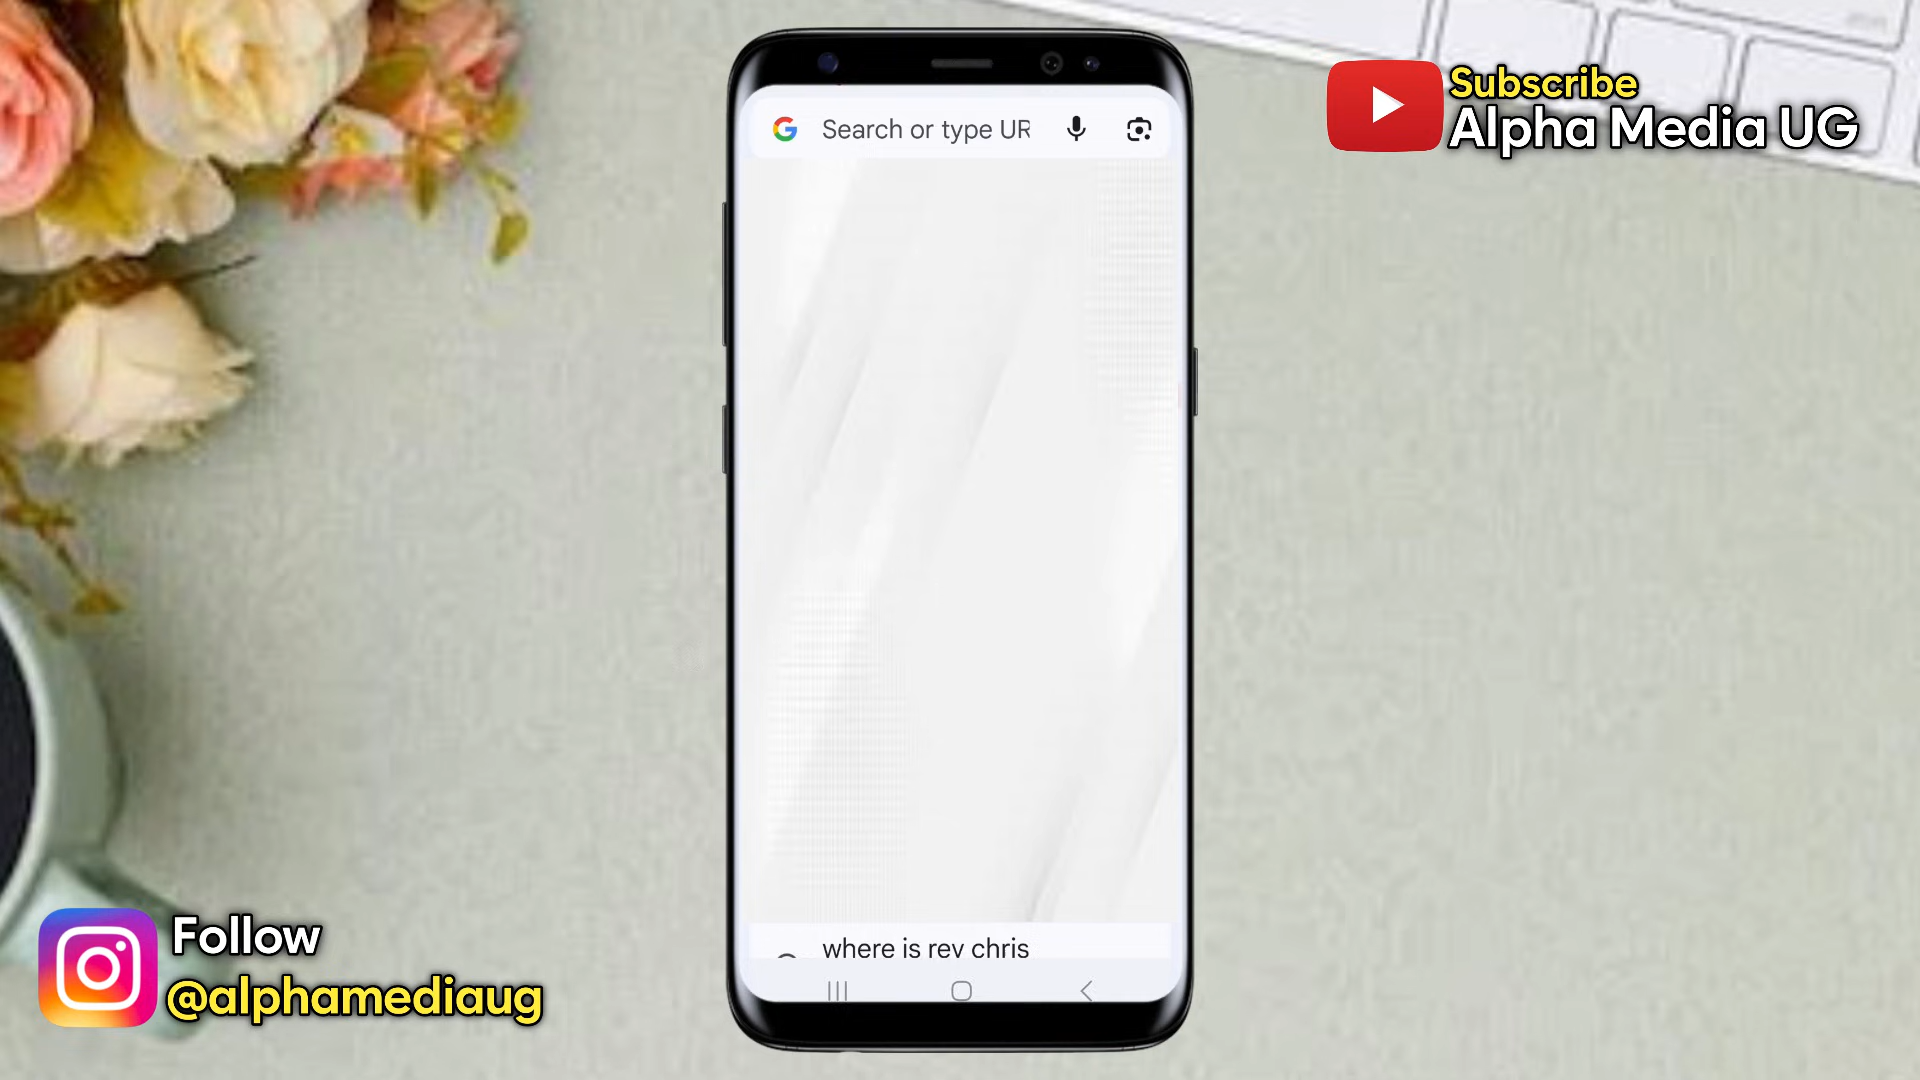 Search or type UR
Subscribe
Alpha Media UG
where is rev chris
Follow
@alphamediaug